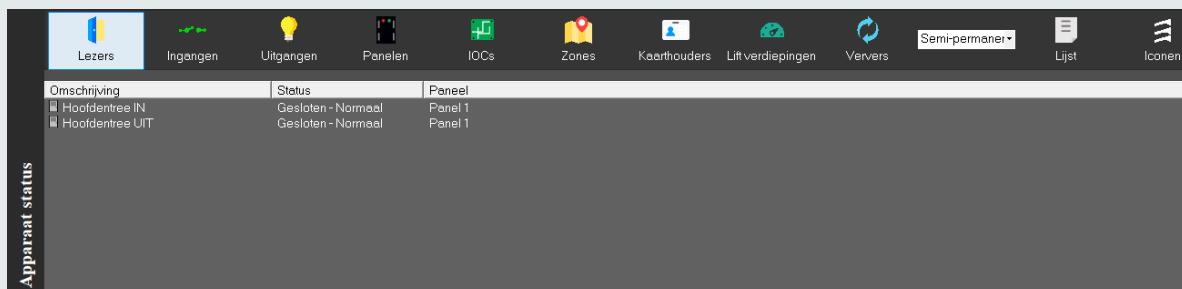 Lezers Ingangen Uitgangen Panelen IOCs Zones Kaarthouders Lift verdiepingen Ververs Semi-permaner Lijst Iconen
Omschrijving Status Paneel
Hoofdentree IN Gesloten - Normaal Panel 1
Hoofdentree UIT Gesloten - Normaal Panel 1
Apparaat status